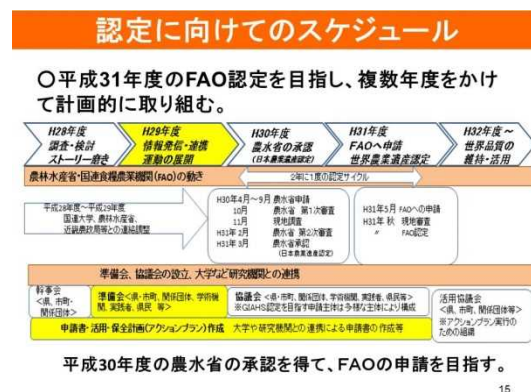 認定に向けてのスケジュール
〇平成31年度のFAO認定を目指し、複数年度をかけ
て計画的に取り組む。
H28年度
調査・検討
ストーリー磨き
H29年度
情報発信・連携
運動の展開
H30年度
農水省の承認
(日本農業遺産認定)
H31年度
FAOへ申請
世界農業遺産認定
H32年度～
世界品質の
維持・活用
農林水産省・国連食糧農業機関(FAO)の動き
2年に1度の認定サイクル
平成28年度～平成29年度
国連大学、農林水産省、
近畿農政局等との連絡調整
H30年4月～9月 農水省申請
10月 農水省 第1次審査
11月 現地調査
H31年 2月 農水省 第2次審査
H31年 3月 農水省承認
(日本農業遺産認定)
H31年5月 FAOへの申請
H31年 秋 現地審査
〃 FAO認定
準備会、協議会の設立、大学など研究機関との連携
幹事会
<県、市町・
関係団体>
準備会<県・市町、関係団体、学術機
関、実践者、県民 等>
協議会 <県・市町、関係団体、学術機関、実践者、県民等>
※GIAHS認定を目指す申請主体は多様な主体により構成
活用協議会
<県、市町、関係団体等>
※アクションプラン実行の
ための組織
申請書・活用・保全計画(アクションプラン)作成 大学や研究機関との連携による申請書の作成等
平成30年度の農水省の承認を得て、FAOの申請を目指す。
15